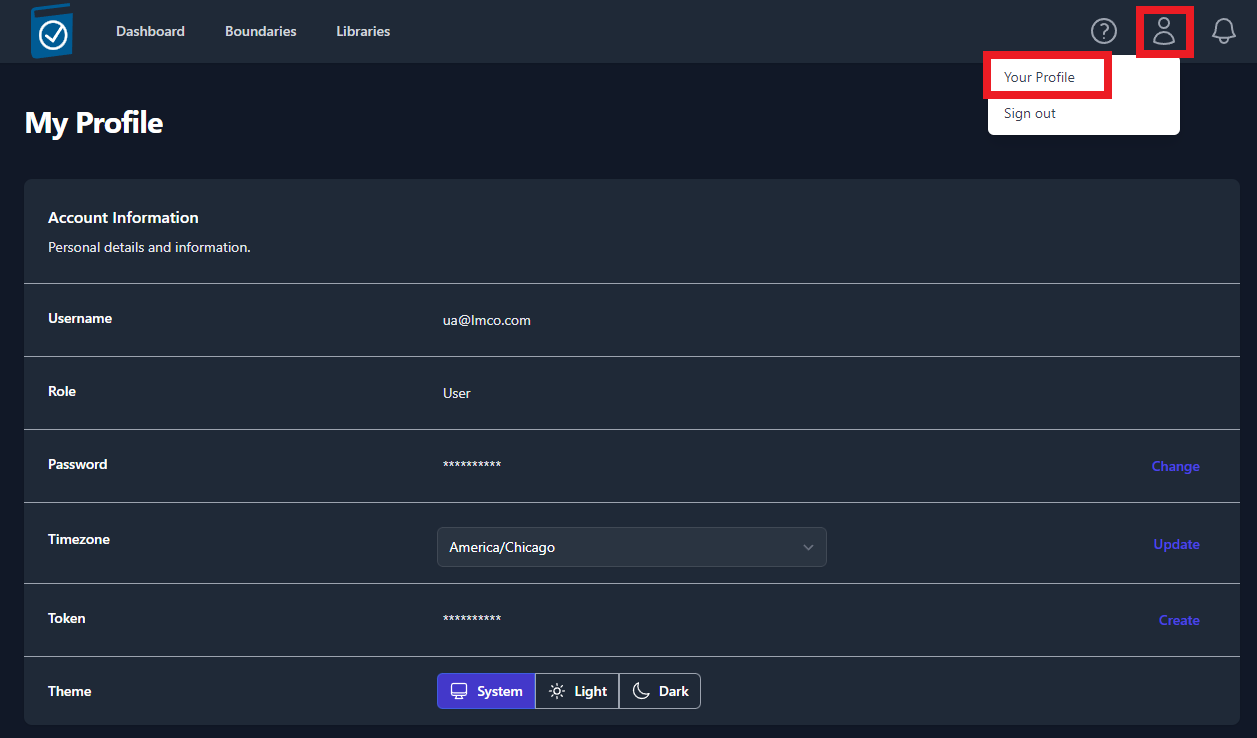 Dashboard Boundaries Libraries ?
Your Profile
Sign out
My Profile
Account Information
Personal details and information.
Username ua@lmco.com
Role User
Password ********** Change
Timezone America/Chicago Update
Token ********** Create
Theme System Light Dark